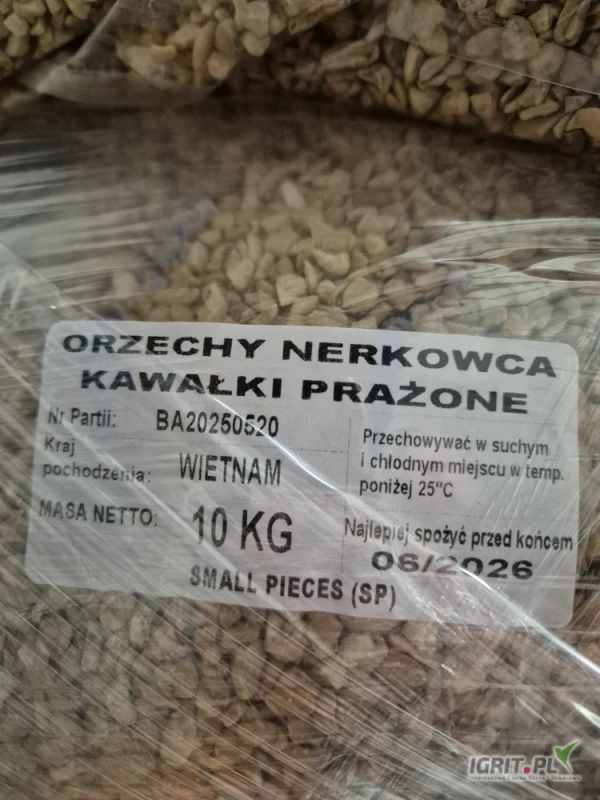 ORZECHY NERKOWCA
KAWAŁKI PRAŻONE
Nr Partii: BA20250520
Kraj
pochodzenia: WIETNAM
MASA NETTO: 10 KG
Przechowywać w suchym
i chłodnym miejscu w temp.
poniżej 25"C
Najlepiej spożyć przed końcem
06/2026
SMALL PIECES (SP)
IGRIT.PL